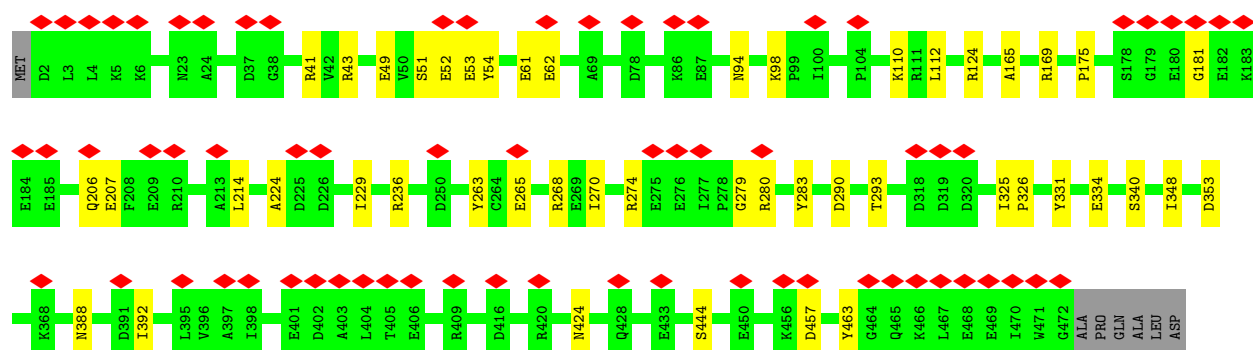 MET D2 L3 L4 K5 K6 N23 A24 D37 G38 R41 V42 R43 E49 V50 S51 E52 E53 Y54 E61 E62 A69 D78 K86 E87 N94 K98 P99 I100 P104 K110 R111 L112 R124 A165 R169 P175 S178 G179 E180 G181 E182 K183
E184 E185 Q206 E207 F208 E209 R210 A213 L214 A224 D225 D226 I229 R236 D250 Y263 C264 E265 R268 E269 I270 R274 E275 E276 I277 P278 G279 R280 Y283 D290 T293 D318 D319 D320 I325 P326 Y331 E334 S340 I348 D353
K368 N388 D391 I392 L395 V396 A397 I398 E401 D402 A403 L404 T405 E406 R409 D416 R420 N424 Q428 E433 S444 E450 K456 D457 Y463 G464 Q465 K466 L467 E468 E469 I470 W471 G472 ALA PRO GLN ALA LEU ASP